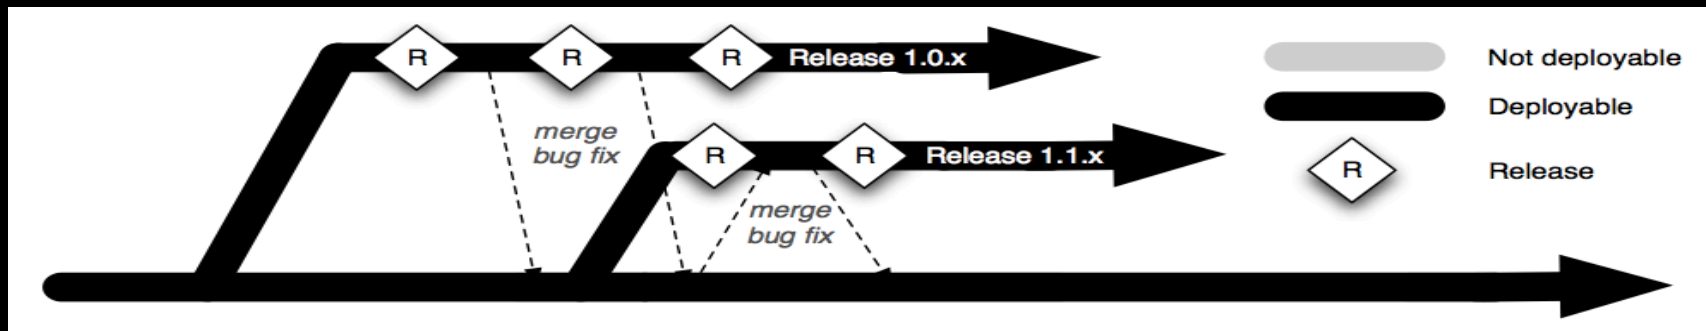 R
R
R
Release 1.0.x
Not deployable
Deployable
merge
bug fix
R
R
Release 1.1.x
R
Release
merge
bug fix